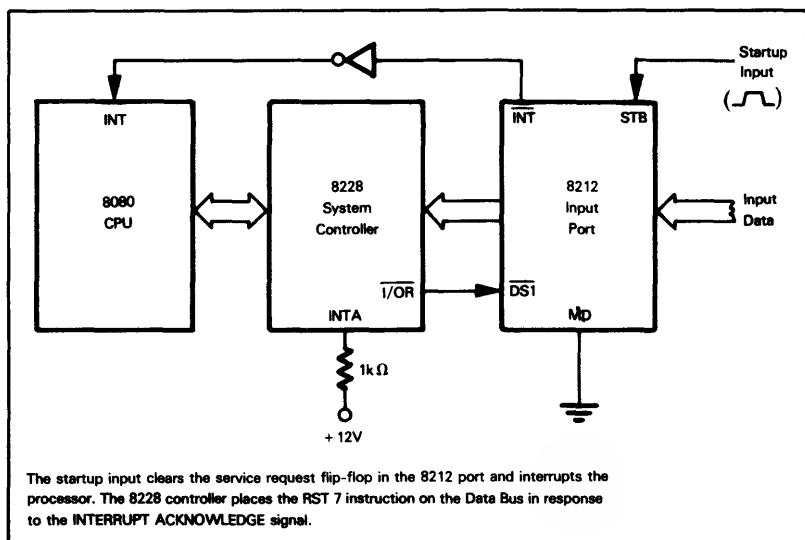 Startup
Input
INT
INT
STB
8080
CPU
8228
System
Controller
8212
Input
Port
Input
Data
I/OR
DS1
INTA
MD
1k Ω
+ 12V
The startup input clears the service request flip-flop in the 8212 port and interrupts the
processor. The 8228 controller places the RST 7 instruction on the Data Bus in response
to the INTERRUPT ACKNOWLEDGE signal.